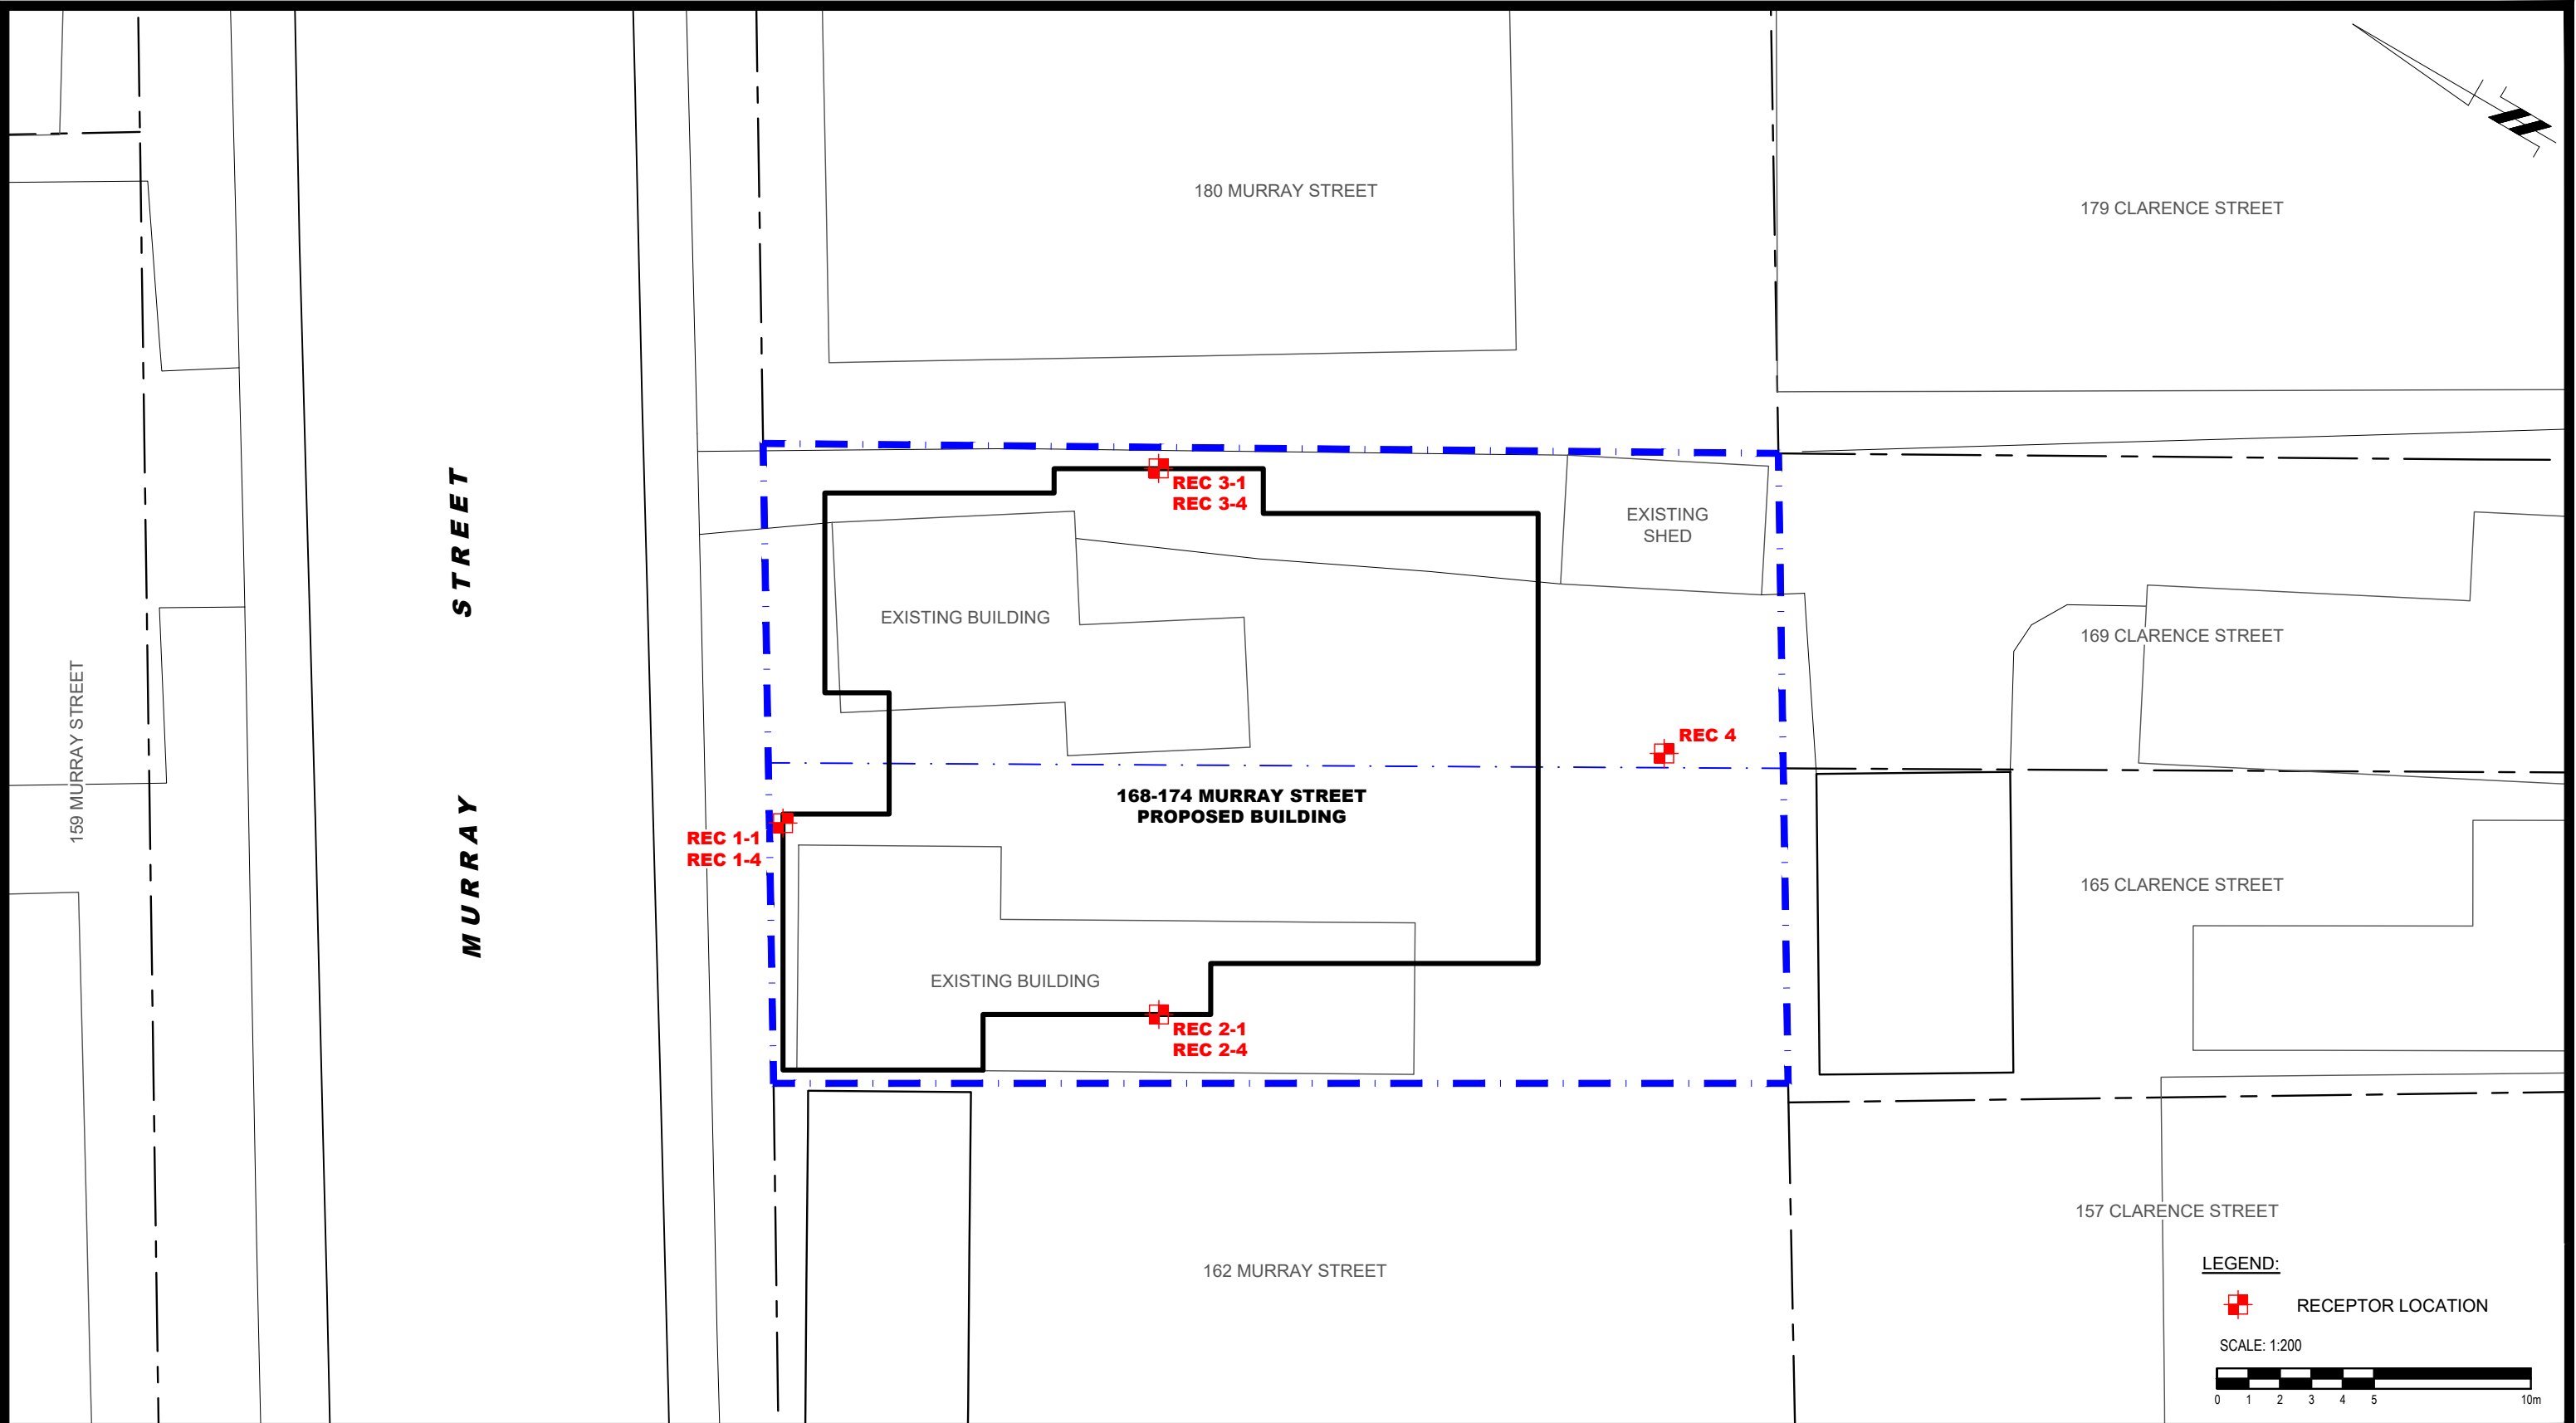 180 MURRAY STREET
179 CLARENCE STREET
MURRAY STREET
159 MURRAY STREET
REC 3-1
REC 3-4
EXISTING
SHED
EXISTING BUILDING
169 CLARENCE STREET
REC 4
168-174 MURRAY STREET
PROPOSED BUILDING
REC 1-1
REC 1-4
165 CLARENCE STREET
EXISTING BUILDING
REC 2-1
REC 2-4
157 CLARENCE STREET
162 MURRAY STREET
LEGEND:
RECEPTOR LOCATION
SCALE: 1:200
0 1 2 3 4 5 10m